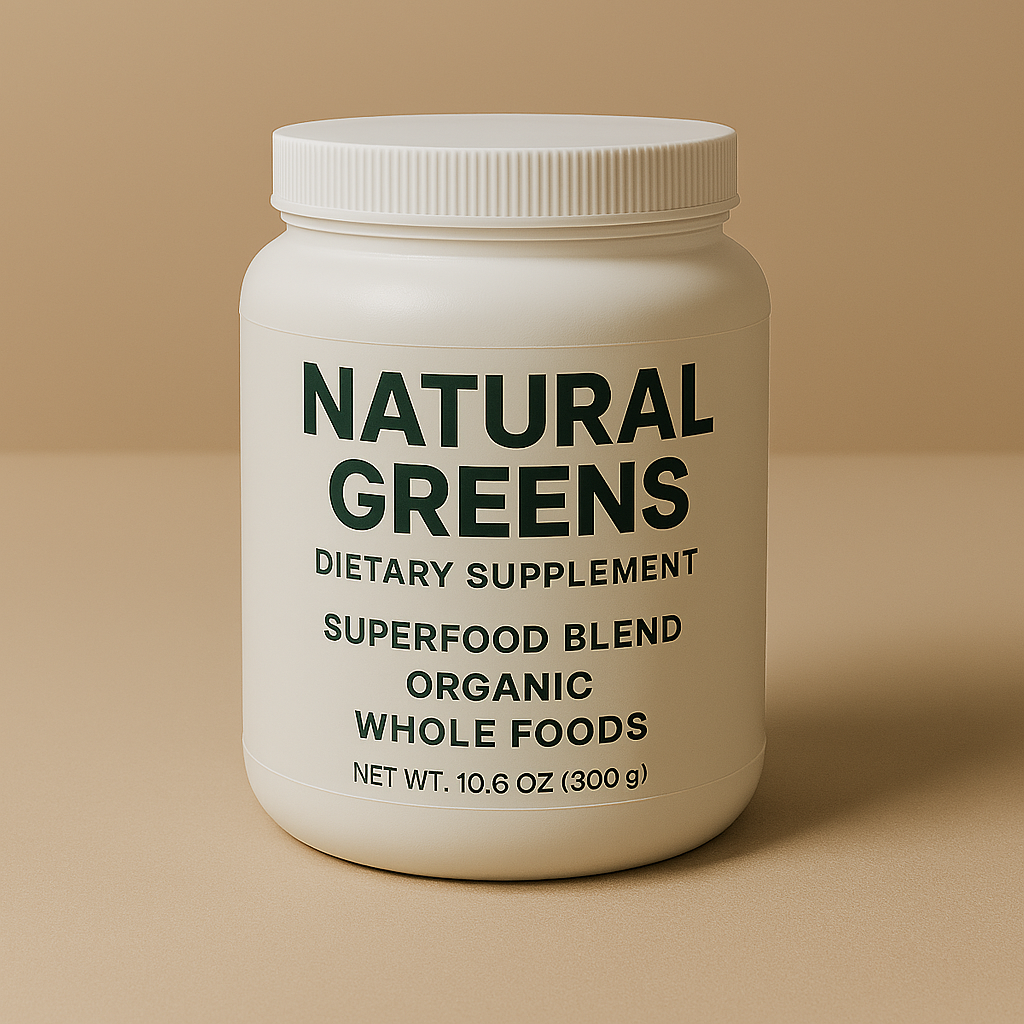 NATURAL
GREENS
DIETARY SUPPLEMENT
SUPERFOOD BLEND
ORGANIC
WHOLE FOODS
NET WT. 10.6 OZ (300 g)